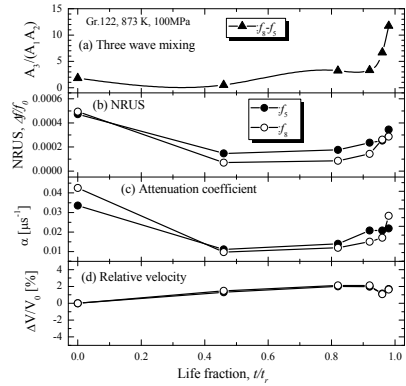 Gr.122, 873 K, 100MPa
:f8-f5
(a) Three wave mixing
A3/(A1A2)
15
10
5
0
(b) NRUS
:f5
:f8
NRUS, Δf/f0
0.0006
0.0004
0.0002
0.0000
(c) Attenuation coefficient
α [μs-1]
0.04
0.03
0.02
0.01
(d) Relative velocity
ΔV/V0 [%]
4
2
0
-2
0.0 0.2 0.4 0.6 0.8 1.0
Life fraction, t/tr